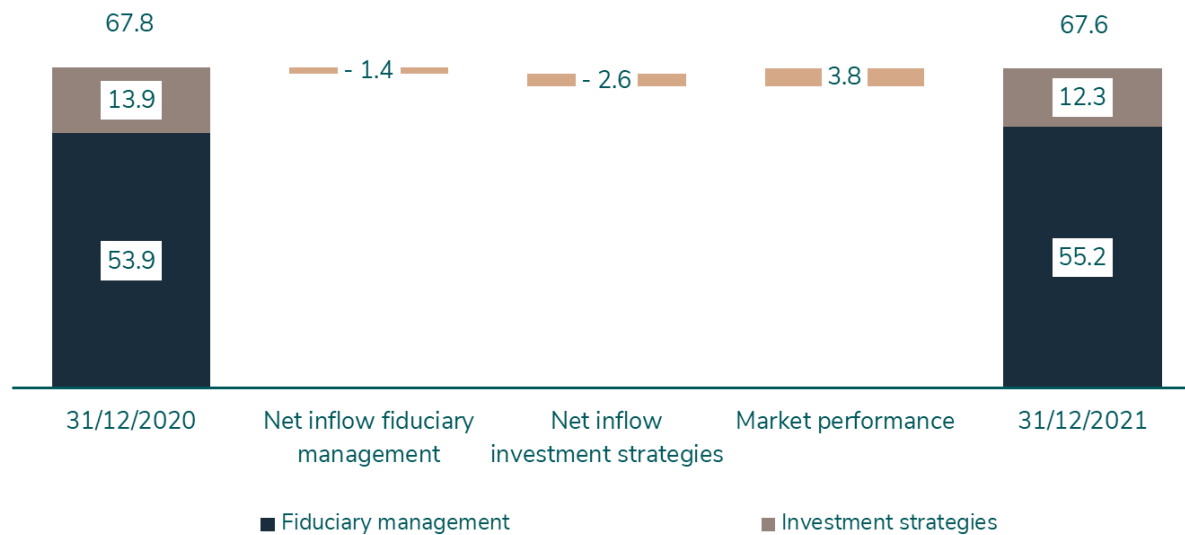 67.8
67.6
- 1.4
- 2.6
3.8
13.9
12.3
53.9
55.2
31/12/2020
Net inflow fiduciary
management
Net inflow
investment strategies
Market performance
31/12/2021
Fiduciary management
Investment strategies